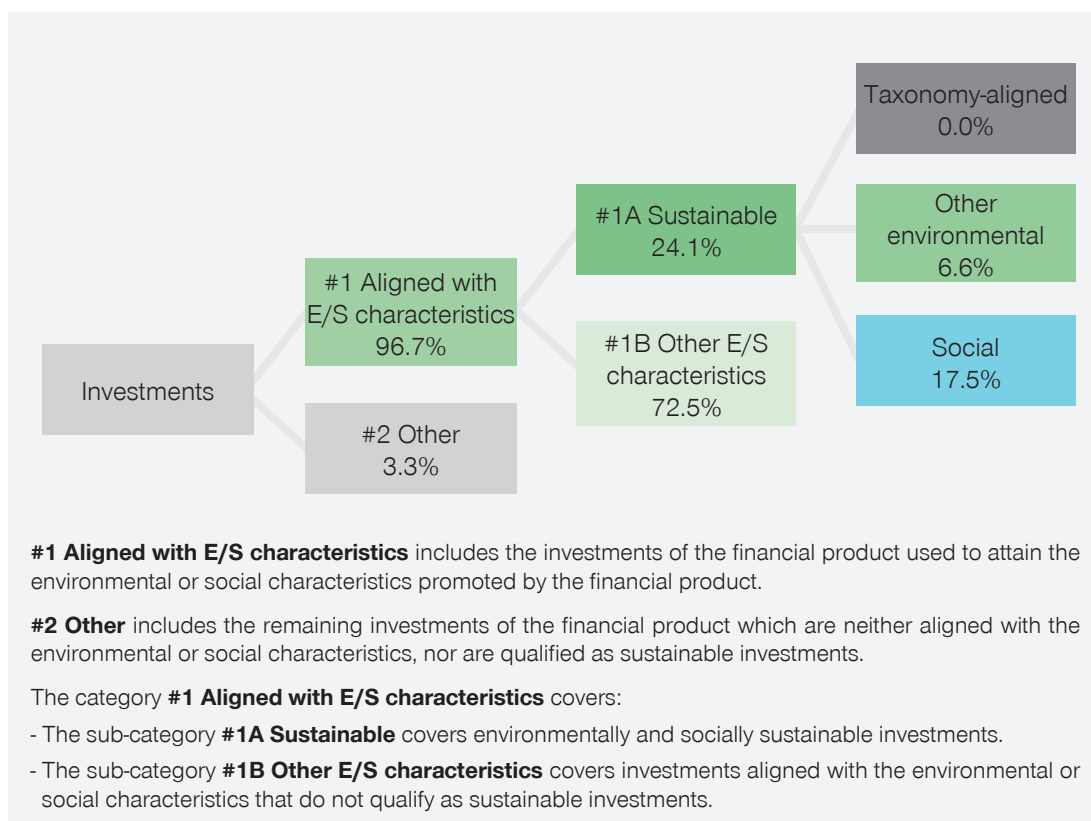 Taxonomy-aligned
0.0%
#1A Sustainable
24.1%
Other
environmental
6.6%
#1 Aligned with
E/S characteristics
96.7%
#1B Other E/S
characteristics
72.5%
Social
17.5%
Investments
#2 Other
3.3%
#1 Aligned with E/S characteristics includes the investments of the financial product used to attain the
environmental or social characteristics promoted by the financial product.
#2 Other includes the remaining investments of the financial product which are neither aligned with the
environmental or social characteristics, nor are qualified as sustainable investments.
The category #1 Aligned with E/S characteristics covers:
- The sub-category #1A Sustainable covers environmentally and socially sustainable investments.
- The sub-category #1B Other E/S characteristics covers investments aligned with the environmental or
social characteristics that do not qualify as sustainable investments.